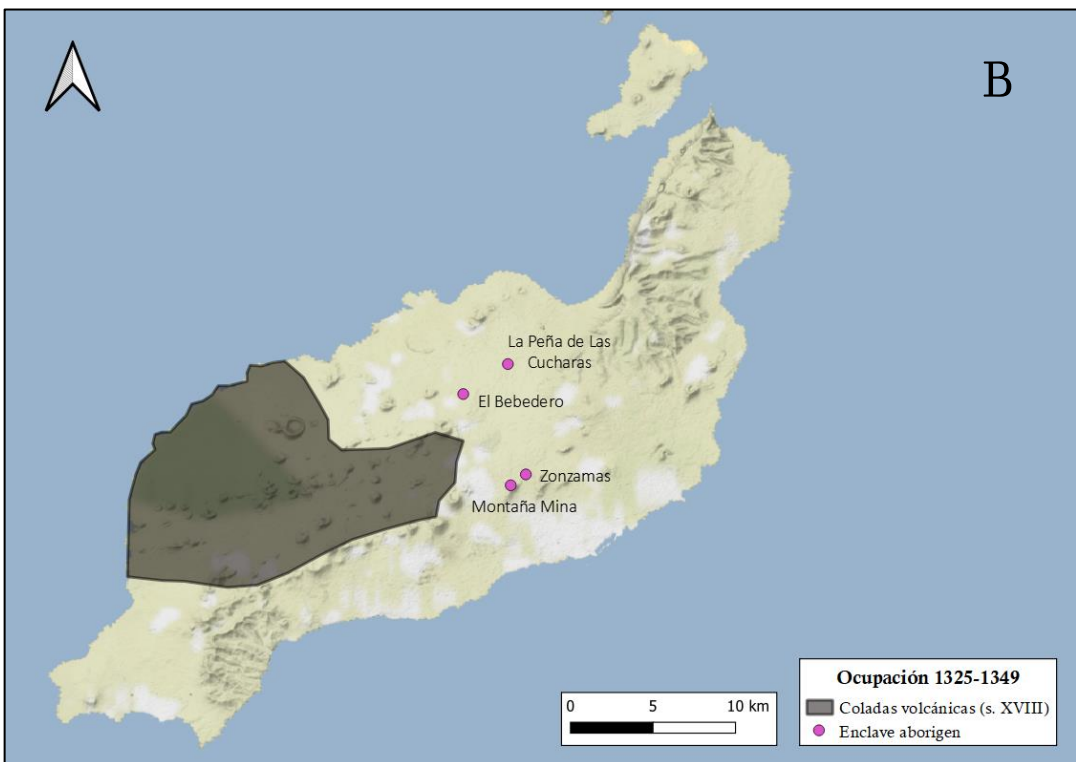 B
La Peña de Las
Cucharas
El Bebedero
Zonzamas
Montaña Mina
0 5 10 km
Ocupación 1325-1349
Coladas volcánicas (s. XVIII)
Enclave aborigen